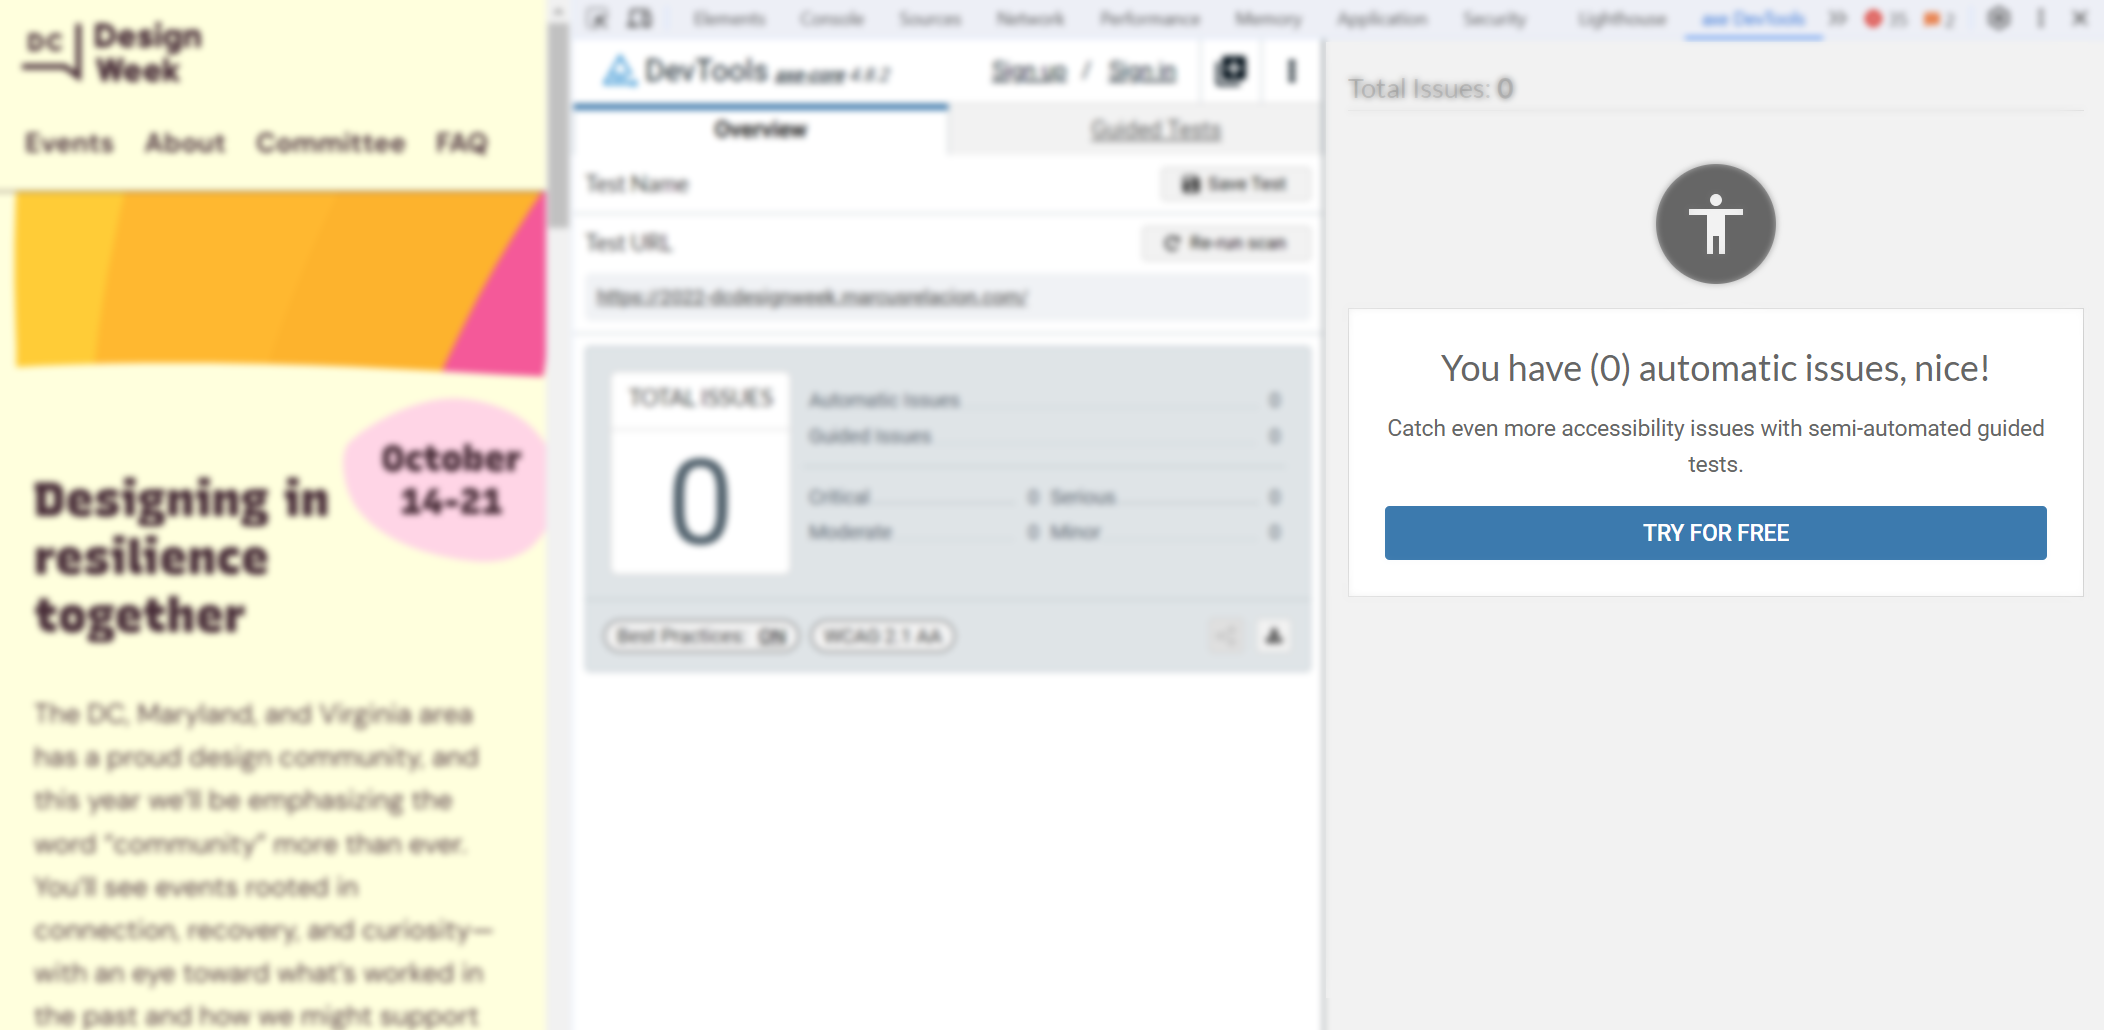 DC Design Week
Events About Committee FAQ
October 14-21
Designing in
resilience
together
The DC, Maryland, and Virginia area
has a proud design community, and
this year we'll be emphasizing the
word "community" more than ever.
You'll see events rooted in
connection, recovery, and curiosity—
with an eye toward what's worked in
the past and how we might support
Elements Console Sources Network Performance Memory Application Security Lighthouse axe DevTools 2
DevTools axe-core 4.8.2 Sign up / Sign in
Overview Guided Tests
Test Name Save Test
Test URL Re-run scan
https://2022-dcdesignweek.marcusrelacion.com/
TOTAL ISSUES
0
Automatic Issues 0
Guided Issues 0
Critical 0 Serious 0
Moderate 0 Minor 0
Best Practices: ON WCAG 2.1 AA
Total Issues: 0
You have (0) automatic issues, nice!
Catch even more accessibility issues with semi-automated guided
tests.
TRY FOR FREE